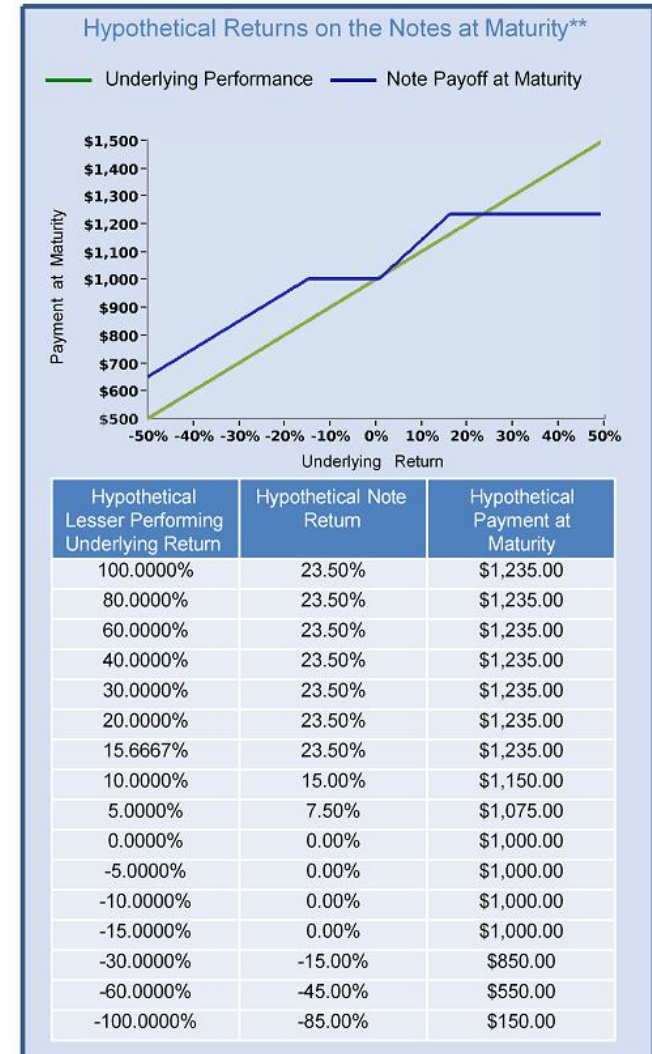 Hypothetical Returns on the Notes at Maturity**
Underlying Performance Note Payoff at Maturity
$1,500
$1,400
$1,300
$1,200
$1,100
$1,000
$900
$800
$700
$600
$500
Payment at Maturity
-50% -40% -30% -20% -10% 0% 10% 20% 30% 40% 50%
Underlying Return
Hypothetical Lesser Performing Underlying Return Hypothetical Note Return Hypothetical Payment at Maturity
100.0000% 23.50% $1,235.00
80.0000% 23.50% $1,235.00
60.0000% 23.50% $1,235.00
40.0000% 23.50% $1,235.00
30.0000% 23.50% $1,235.00
20.0000% 23.50% $1,235.00
15.6667% 23.50% $1,235.00
10.0000% 15.00% $1,150.00
5.0000% 7.50% $1,075.00
0.0000% 0.00% $1,000.00
-5.0000% 0.00% $1,000.00
-10.0000% 0.00% $1,000.00
-15.0000% 0.00% $1,000.00
-30.0000% -15.00% $850.00
-60.0000% -45.00% $550.00
-100.0000% -85.00% $150.00